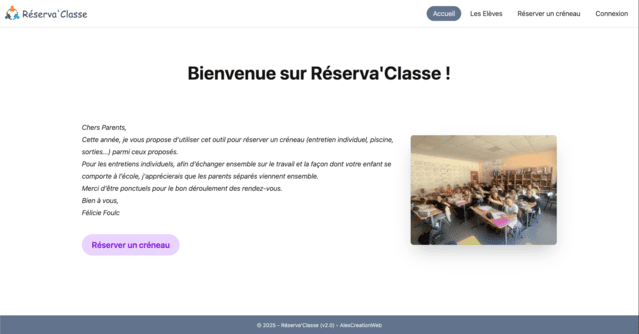 Réserva'Classe
Accueil
Les Elèves
Réserver un créneau
Connexion
Bienvenue sur Réserva'Classe !
Chers Parents,
Cette année, je vous propose d'utiliser cet outil pour réserver un créneau (entretien individuel, piscine,
sorties...) parmi ceux proposés.
Pour les entretiens individuels, afin d'échanger ensemble sur le travail et la façon dont votre enfant se
comporte à l'école, j'apprécierais que les parents séparés viennent ensemble.
Merci d'être ponctuels pour le bon déroulement des rendez-vous.
Bien à vous,
Félicie Foulc
Réserver un créneau
© 2025 - Réserva'Classe (v2.0) - AlexCreationWeb